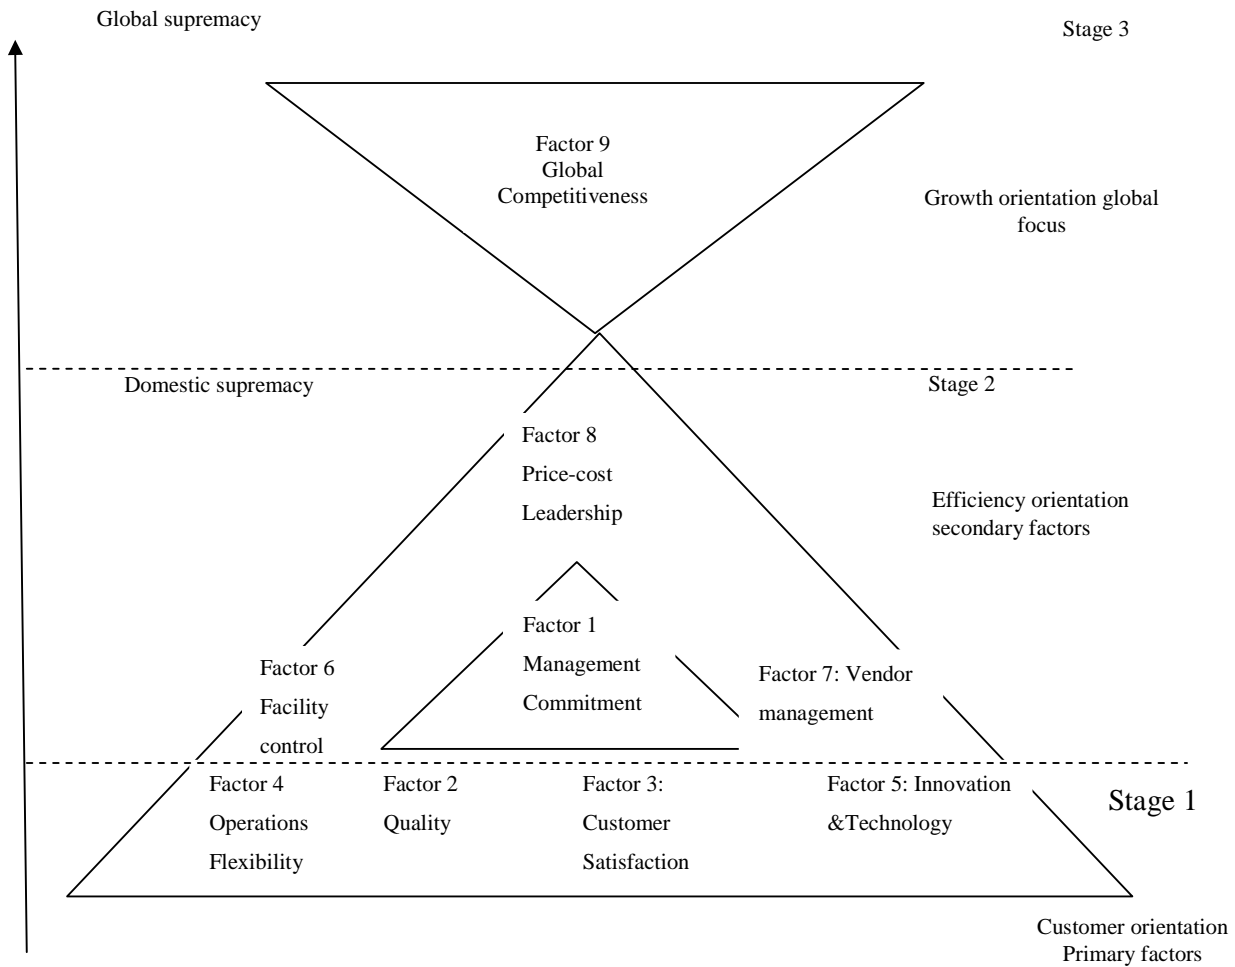 Global supremacy
Stage 3
Factor 9
Global
Competitiveness
Growth orientation global
focus
Domestic supremacy
Stage 2
Factor 8
Price-cost
Leadership
Efficiency orientation
secondary factors
Factor 1
Management
Commitment
Factor 6
Facility
control
Factor 7: Vendor
management
Factor 4
Operations
Flexibility
Factor 2
Quality
Factor 3:
Customer
Satisfaction
Factor 5: Innovation
&Technology
Stage 1
Customer orientation
Primary factors